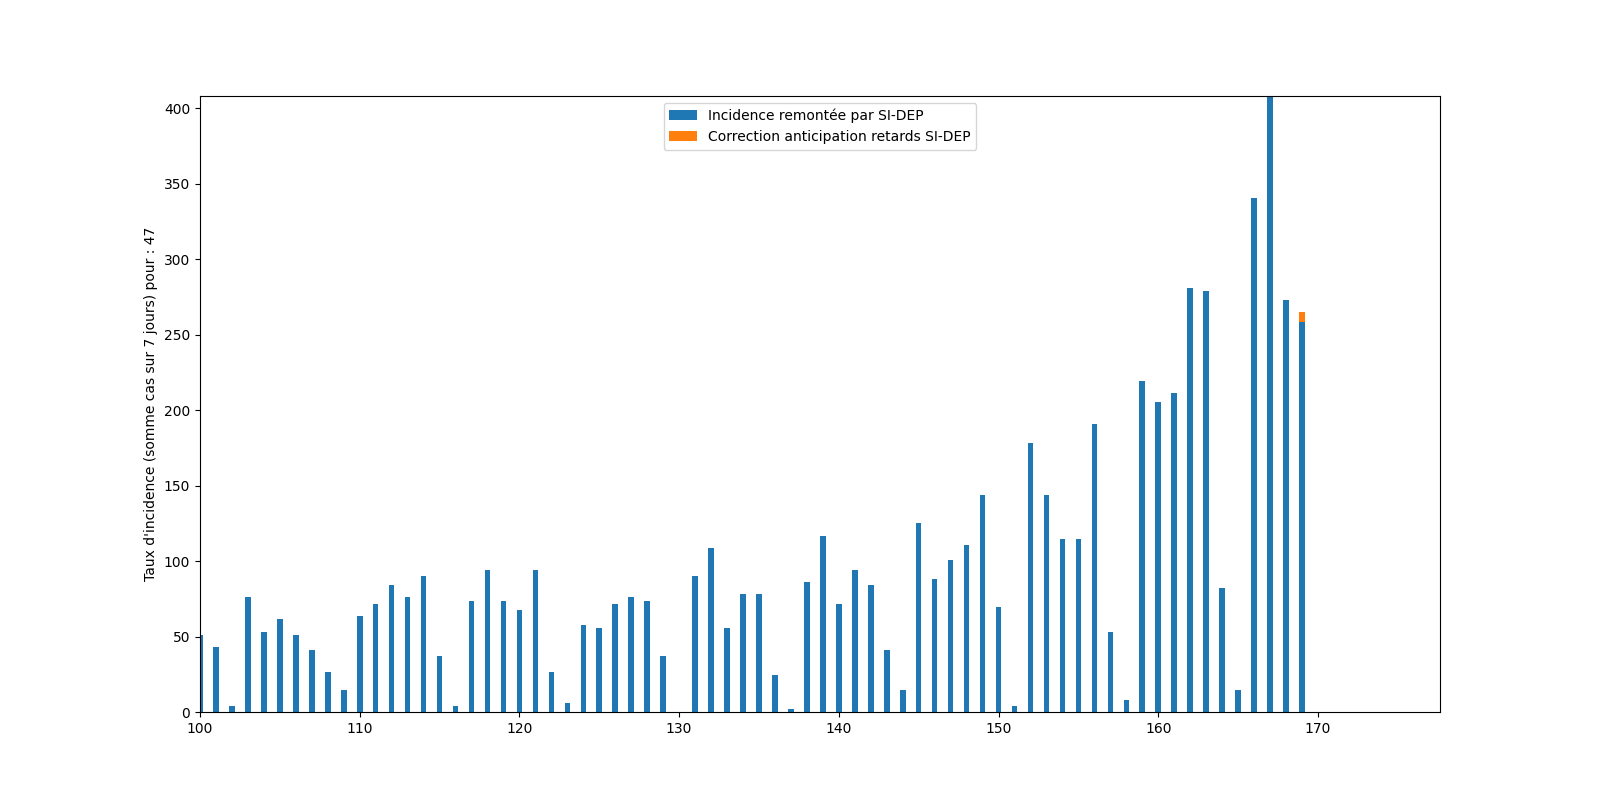 Incidence remontée par SI-DEP
Correction anticipation retards SI-DEP
Taux d'incidence (somme cas sur 7 jours) pour : 47
400
350
300
250
200
150
100
50
0
100 110 120 130 140 150 160 170